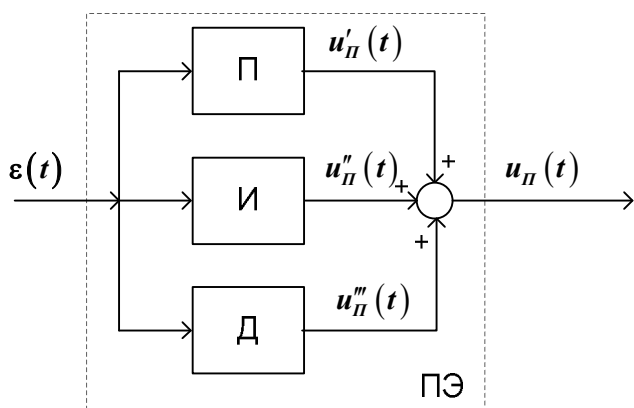 П
u′П(t)
+
ε(t)
И
u″П(t)
+
uП(t)
+
Д
u‴П(t)
ПЭ